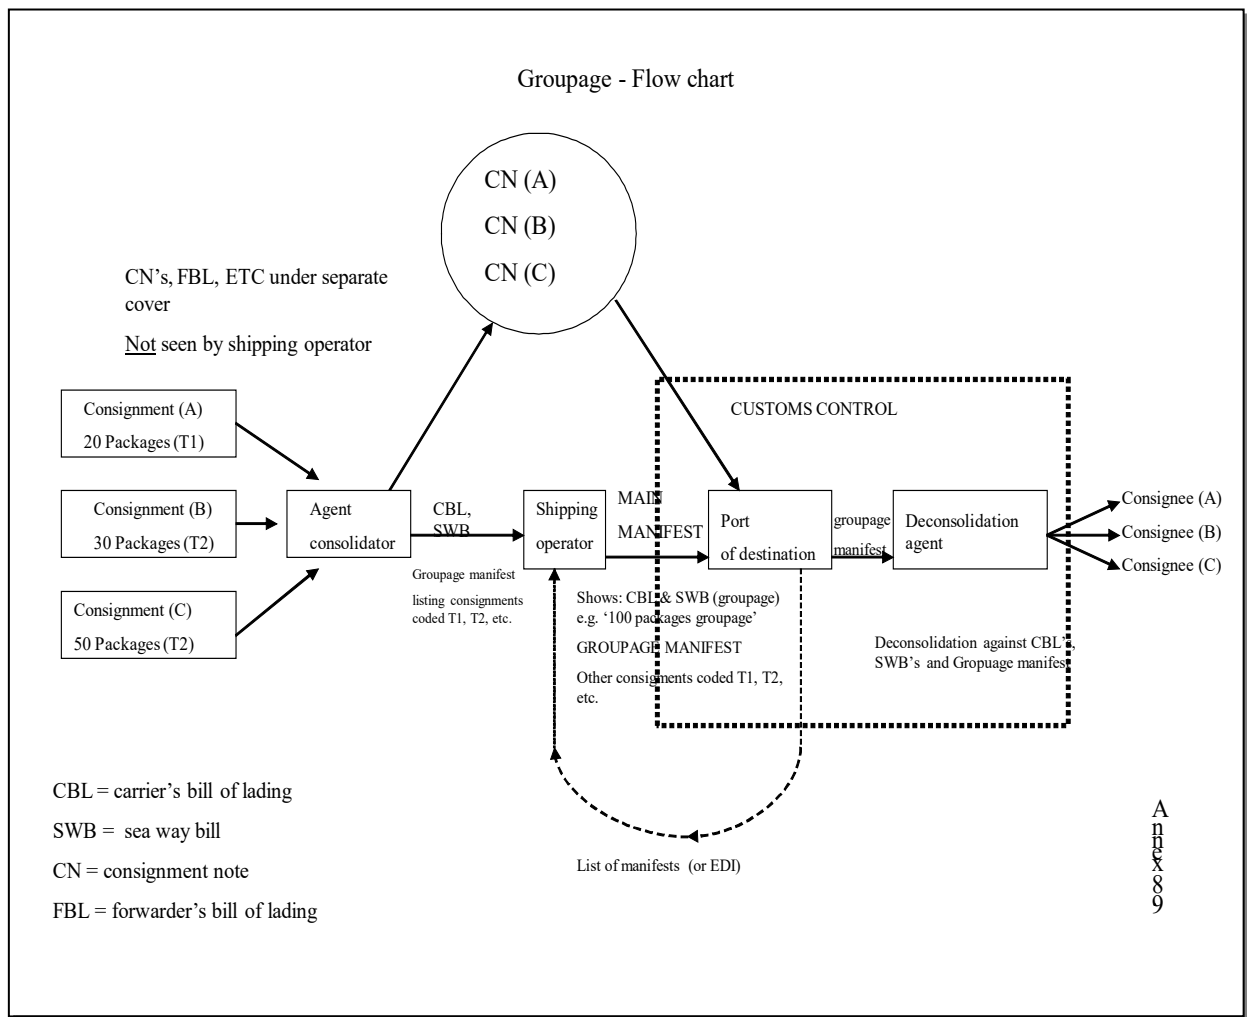 Groupage - Flow chart
CN (A)
CN (B)
CN (C)
CN's, FBL, ETC under separate
cover
Not seen by shipping operator
Consignment (A)
20 Packages (T1)
Consignment (B)
30 Packages (T2)
Consignment (C)
50 Packages (T2)
Agent
consolidator
CBL,
SWB
Groupage manifest
listing consignments
coded T1, T2, etc.
Shipping
operator
MAIN
MANIFEST
Shows: CBL & SWB (groupage)
e.g. ‘100 packages groupage’
GROUPAGE MANIFEST
Other consigments coded T1, T2,
etc.
CUSTOMS CONTROL
Port
of destination
groupage
manifest
Deconsolidation
agent
Deconsolidation against CBL's,
SWB's and Gropuage manifest
Consignee (A)
Consignee (B)
Consignee (C)
List of manifests (or EDI)
CBL = carrier's bill of lading
SWB = sea way bill
CN = consignment note
FBL = forwarder's bill of lading
Annex89